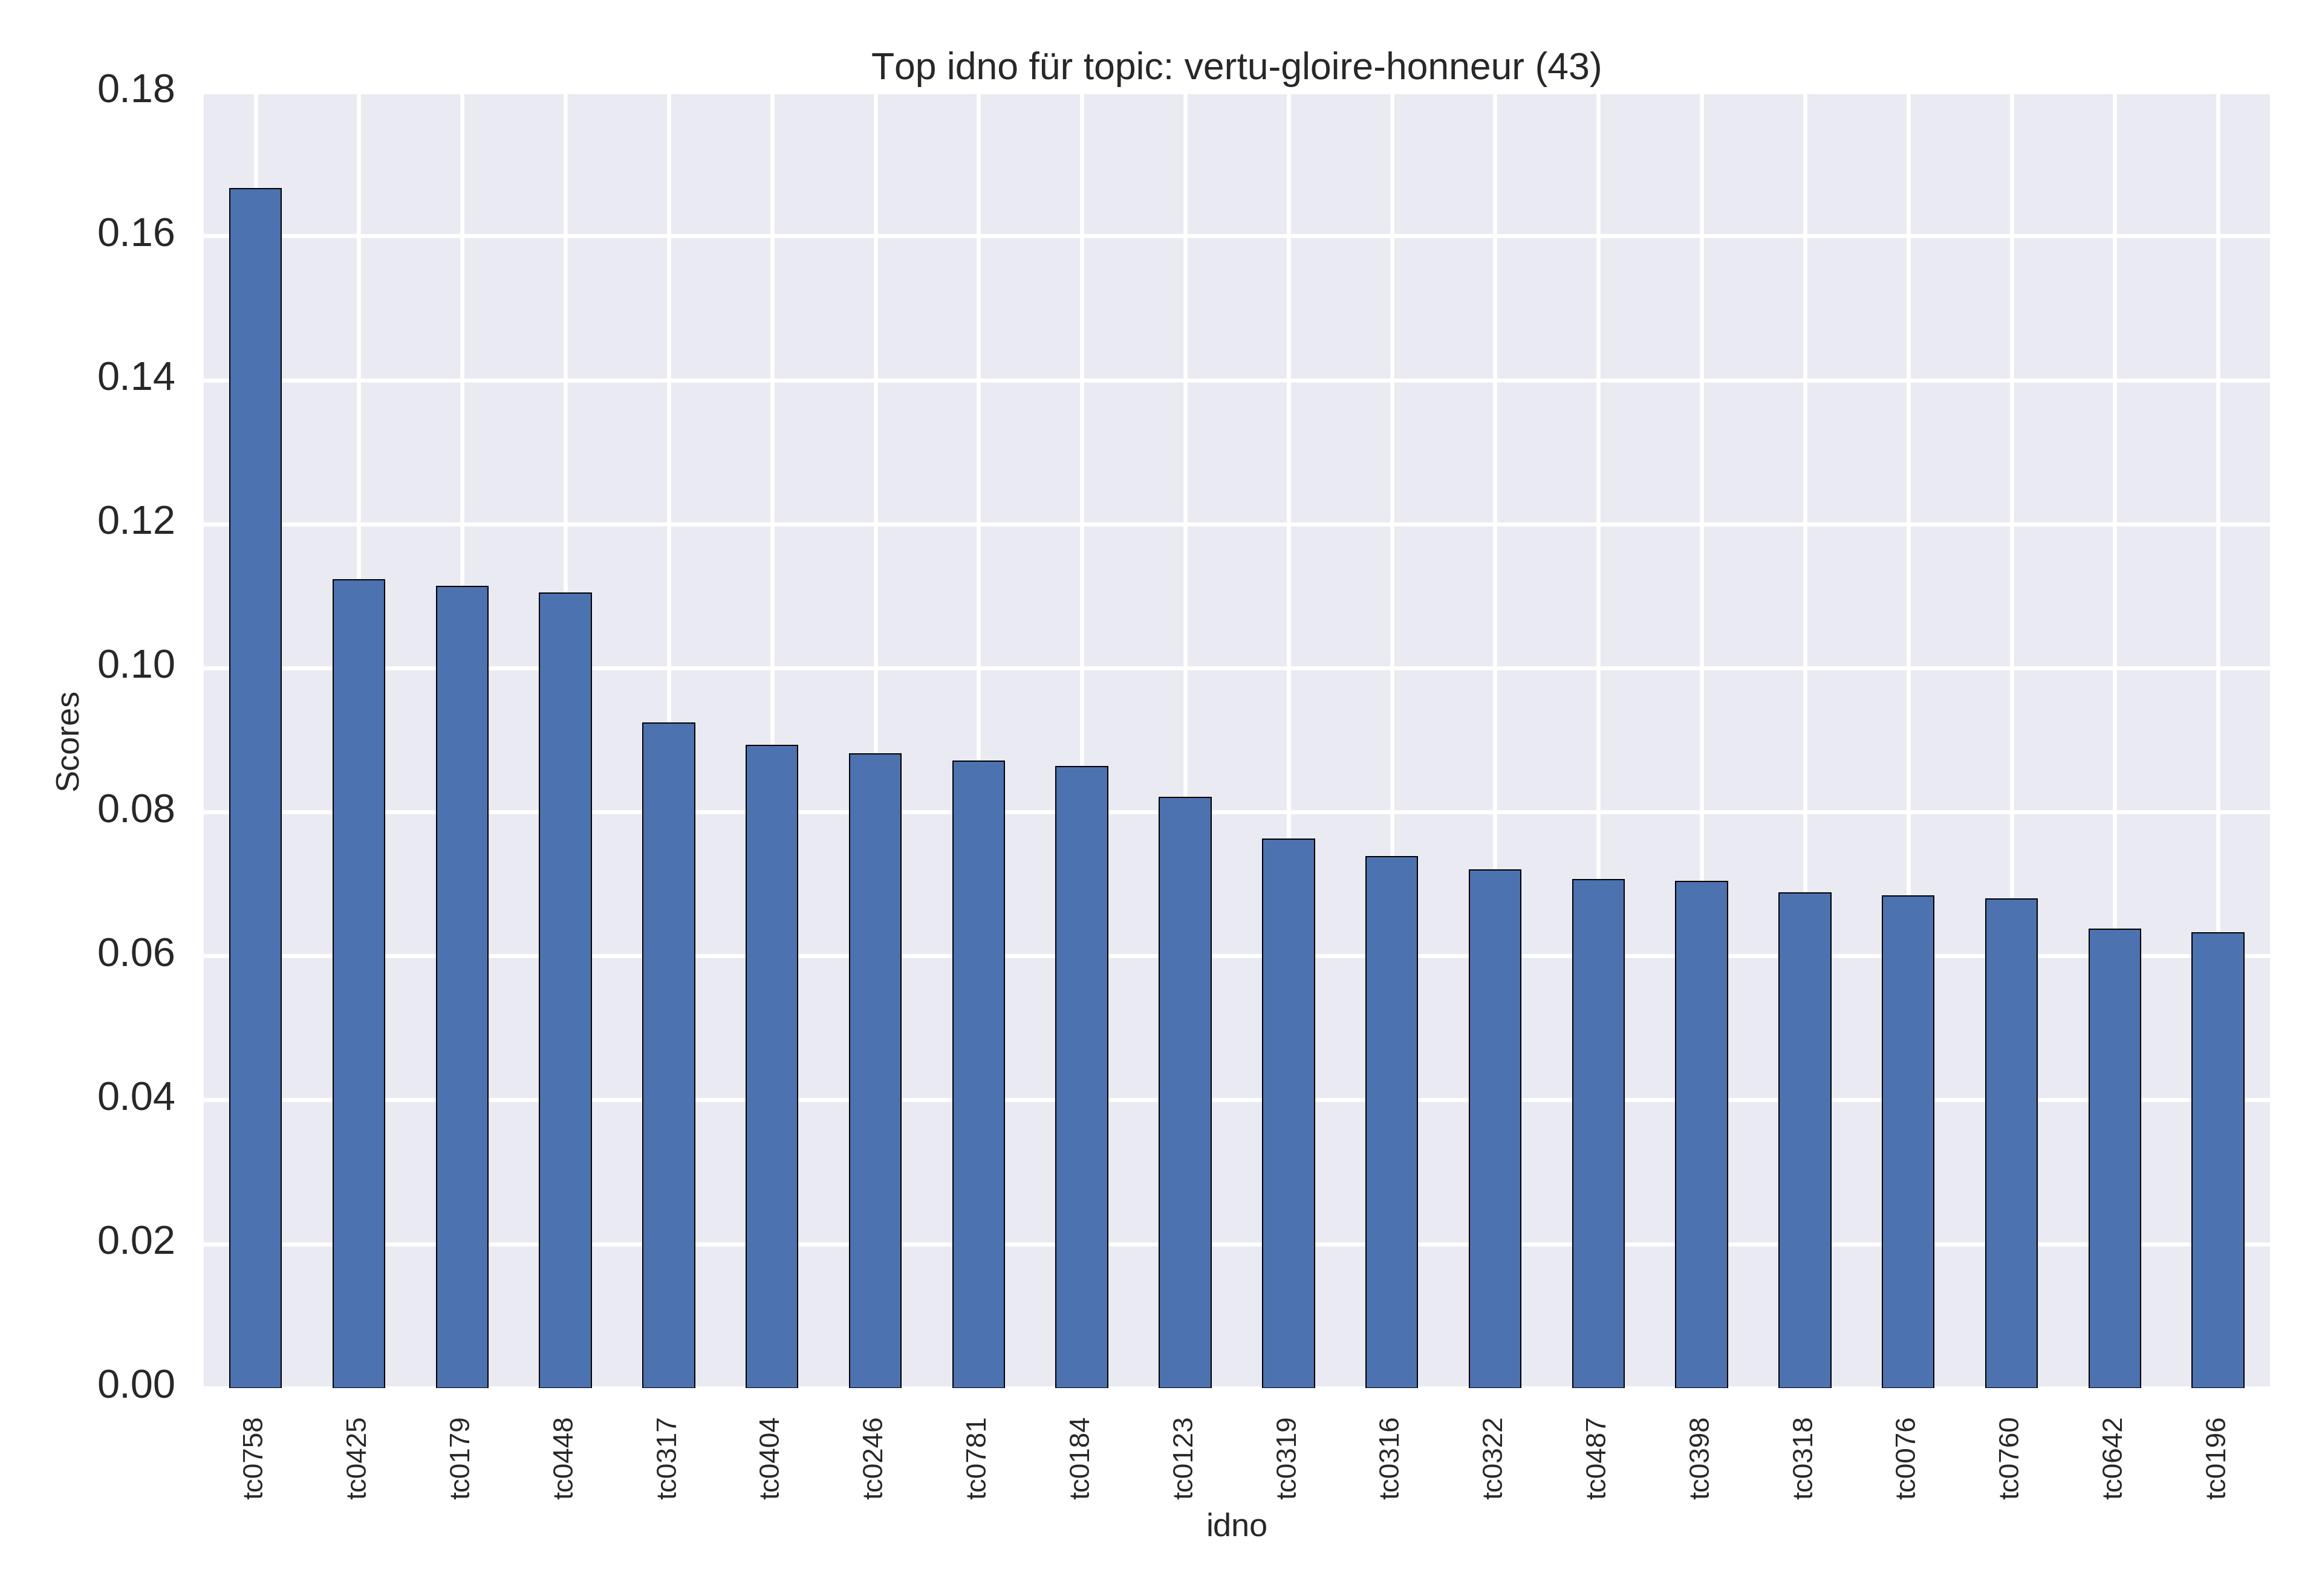 Top idno für topic: vertu-gloire-honneur (43)
0.18
0.16
0.14
0.12
0.10
0.08
0.06
0.04
0.02
0.00
Scores
tc0758
tc0425
tc0179
tc0448
tc0317
tc0404
tc0246
tc0781
tc0184
tc0123
tc0319
tc0316
tc0322
tc0487
tc0398
tc0318
tc0076
tc0760
tc0642
tc0196
idno